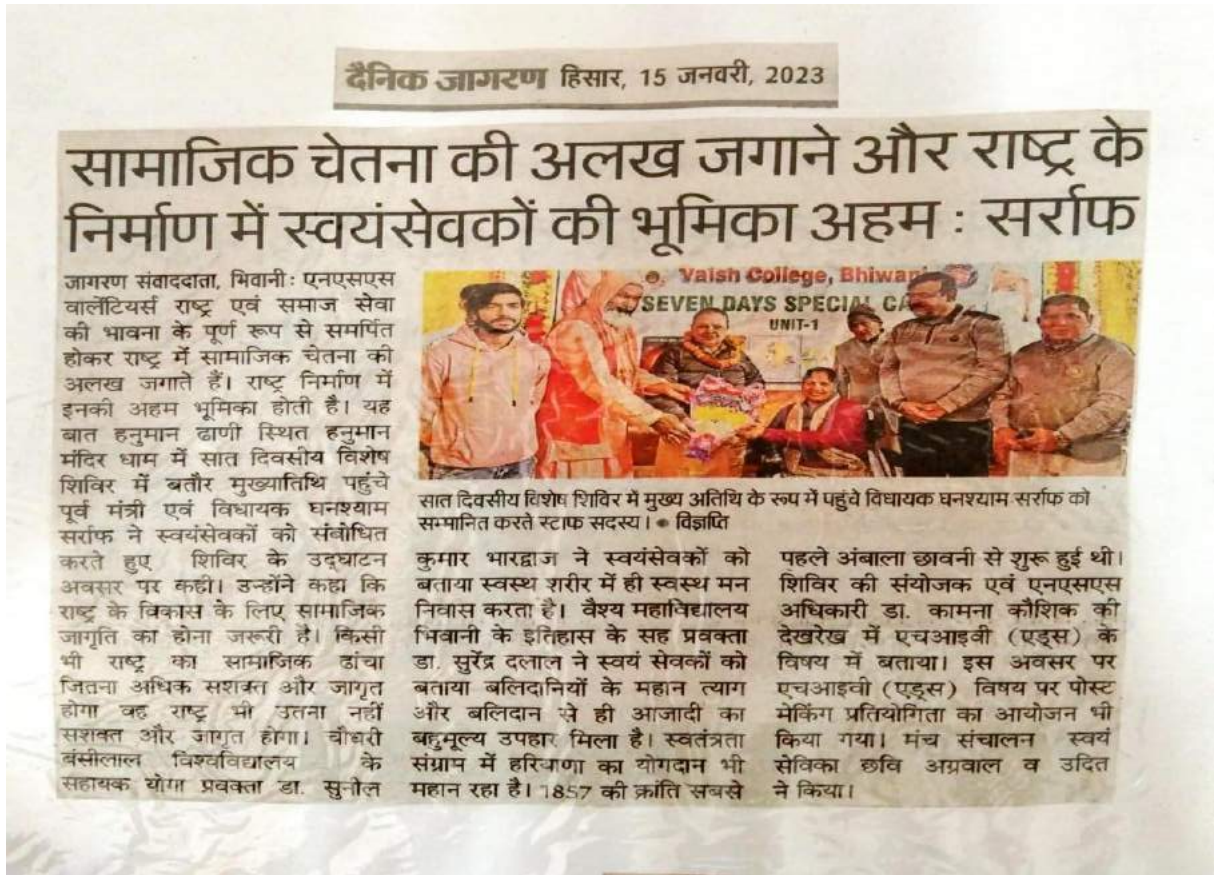 दैनिक जागरण हिसार, 15 जनवरी, 2023
सामाजिक चेतना की अलख जगाने और राष्ट्र के
निर्माण में स्वयंसेवकों की भूमिका अहम : सर्राफ
जागरण संवाददाता, भिवानी : एनएसएस
वालेंटियर्स राष्ट्र एवं समाज सेवा
की भावना के पूर्ण रूप से समर्पित
होकर राष्ट्र में सामाजिक चेतना की
अलख जगाते हैं। राष्ट्र निर्माण में
इनकी अहम भूमिका होती है। यह
बात हनुमान ढाणी स्थित हनुमान
मंदिर धाम में सात दिवसीय विशेष
शिविर में बतौर मुख्यातिथि पहुंचे
पूर्व मंत्री एवं विधायक घनश्याम
सर्राफ ने स्वयंसेवकों को संबोधित
करते हुए शिविर के उद्घाटन
अवसर पर कही। उन्होंने कहा कि
राष्ट्र के विकास के लिए सामाजिक
जागृति का होना जरूरी है। किसी
भी राष्ट्र का सामाजिक ढांचा
जितना अधिक सशक्त और जागृत
होगा वह राष्ट्र भी उतना नहीं
सशक्त और जागृत होगा। चौधरी
बंसीलाल विश्वविद्यालय के
सहायक योगा प्रवक्ता डा. सुनील
Vaish College, Bhiwani
SEVEN DAYS SPECIAL CA
UNIT-1
सात दिवसीय विशेष शिविर में मुख्य अतिथि के रूप में पहुंचे विधायक घनश्याम सर्राफ को
सम्मानित करते स्टाफ सदस्य। ● विज्ञप्ति
कुमार भारद्वाज ने स्वयंसेवकों को
बताया स्वस्थ शरीर में ही स्वस्थ मन
निवास करता है। वैश्य महाविद्यालय
भिवानी के इतिहास के सह प्रवक्ता
डा. सुरेंद्र दलाल ने स्वयं सेवकों को
बताया बलिदानियों के महान त्याग
और बलिदान से ही आजादी का
बहुमूल्य उपहार मिला है। स्वतंत्रता
संग्राम में हरियाणा का योगदान भी
महान रहा है। 1857 की क्रांति सबसे
पहले अंबाला छावनी से शुरू हुई थी।
शिविर की संयोजक एवं एनएसएस
अधिकारी डा. कामना कौशिक की
देखरेख में एचआइवी (एड्स) के
विषय में बताया। इस अवसर पर
एचआइवी (एड्स) विषय पर पोस्ट
मेकिंग प्रतियोगिता का आयोजन भी
किया गया। मंच संचालन स्वयं
सेविका छवि अग्रवाल व उदित
ने किया।